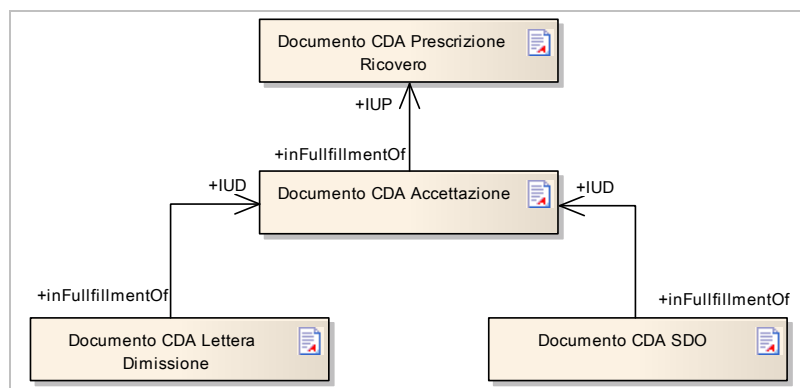 Documento CDA Prescrizione
Ricovero
+IUP
+inFullfillmentOf
+IUD
Documento CDA Accettazione
+IUD
+inFullfillmentOf
+inFullfillmentOf
Documento CDA Lettera
Dimissione
Documento CDA SDO